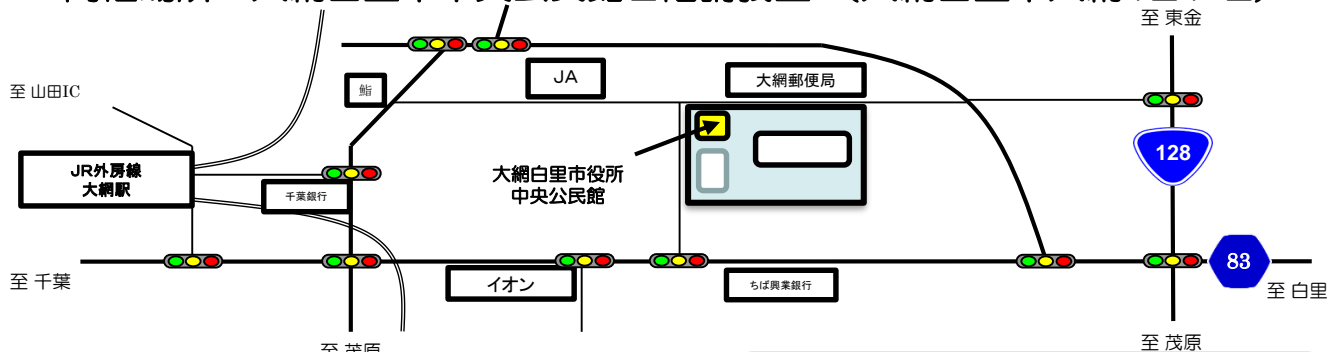 至 東金
JA
大網郵便局
鮨
至 山田IC
128
JR外房線
大網駅
大網白里市役所
中央公民館
千葉銀行
83
至 千葉
イオン
ちば興業銀行
至 白里
至 茂原
至 茂原